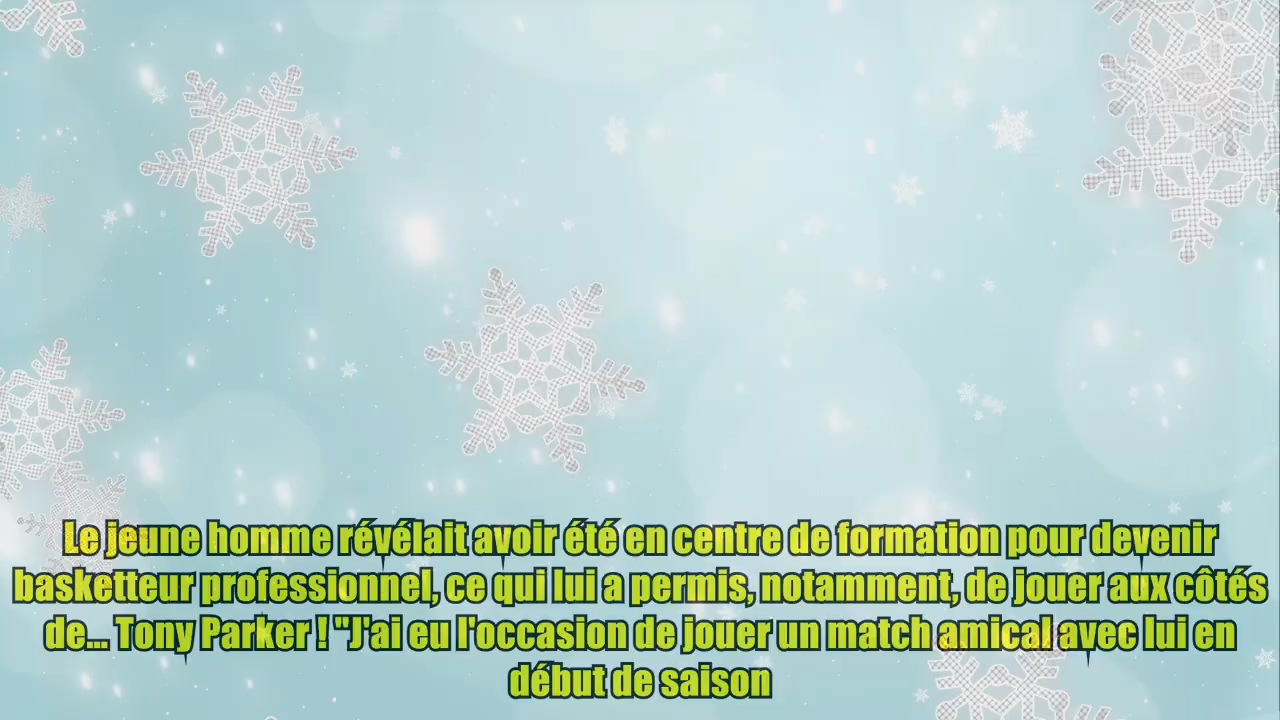 Le jeune homme révélait avoir été en centre de formation pour devenir
basketteur professionnel, ce qui lui a permis, notamment, de jouer aux côtés
de... Tony Parker ! "J'ai eu l'occasion de jouer un match amical avec lui en
début de saison